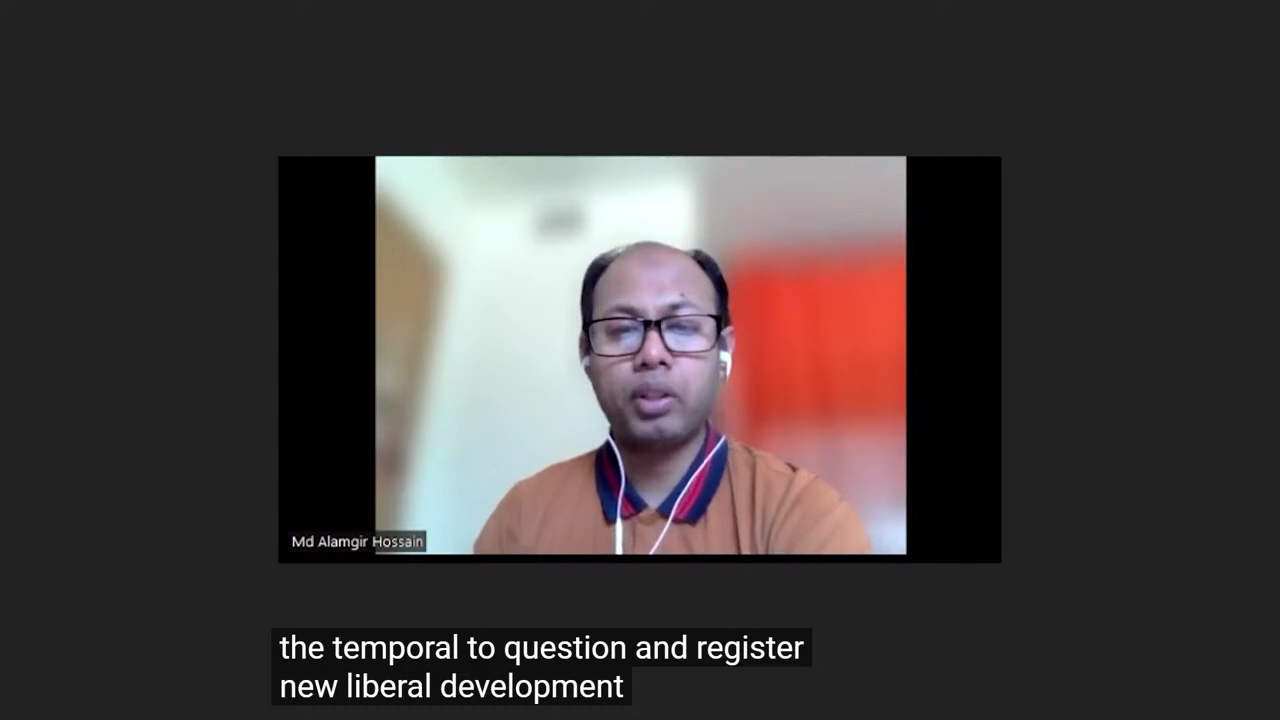 Md Alamgir Hossain
the temporal to question and register
new liberal development